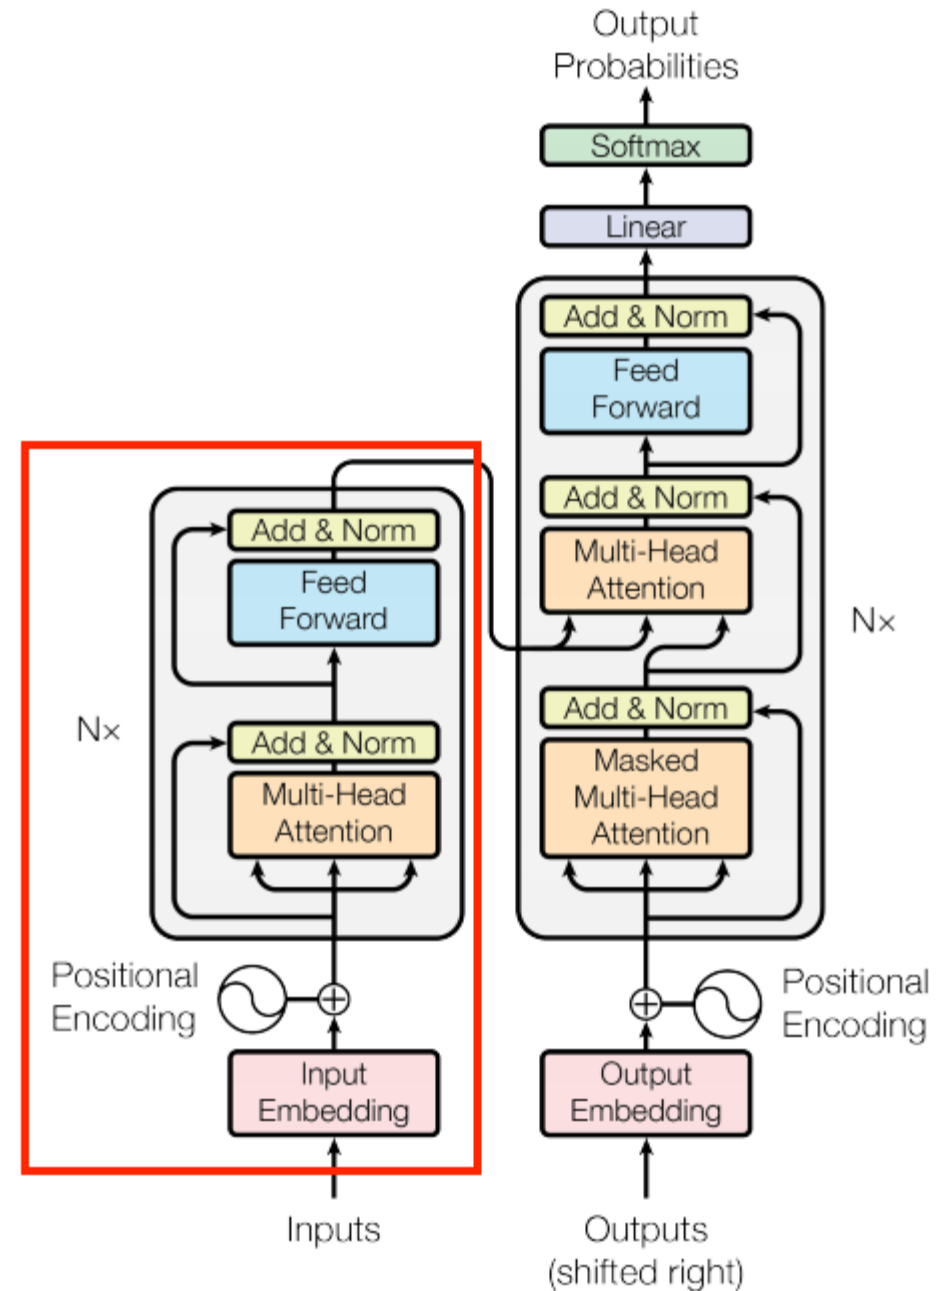 Output
Probabilities
Softmax
Linear
Add & Norm
Feed
Forward
Add & Norm
Multi-Head
Attention
Nx
Add & Norm
Masked
Multi-Head
Attention
Add & Norm
Feed
Forward
Nx
Add & Norm
Multi-Head
Attention
Positional
Encoding
Positional
Encoding
Input
Embedding
Output
Embedding
Inputs
Outputs
(shifted right)